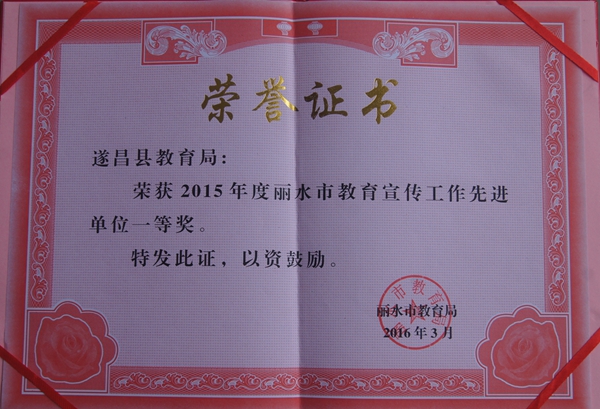 荣誉证书
遂昌县教育局：
荣获2015年度丽水市教育宣传工作先进
单位一等奖。
特发此证，以资鼓励。
丽水市教育局
2016年3月